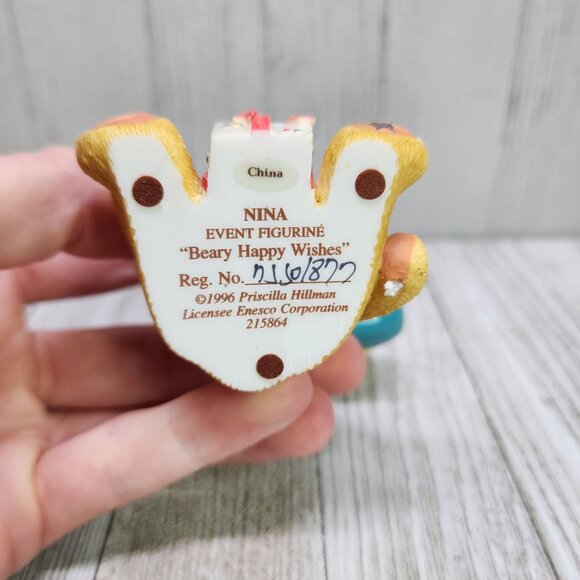 China
NINA
EVENT FIGURINÉ
“Beary Happy Wishes”
Reg. No.
©1996 Priscilla Hillman
Licensee Enesco Corporation
215864